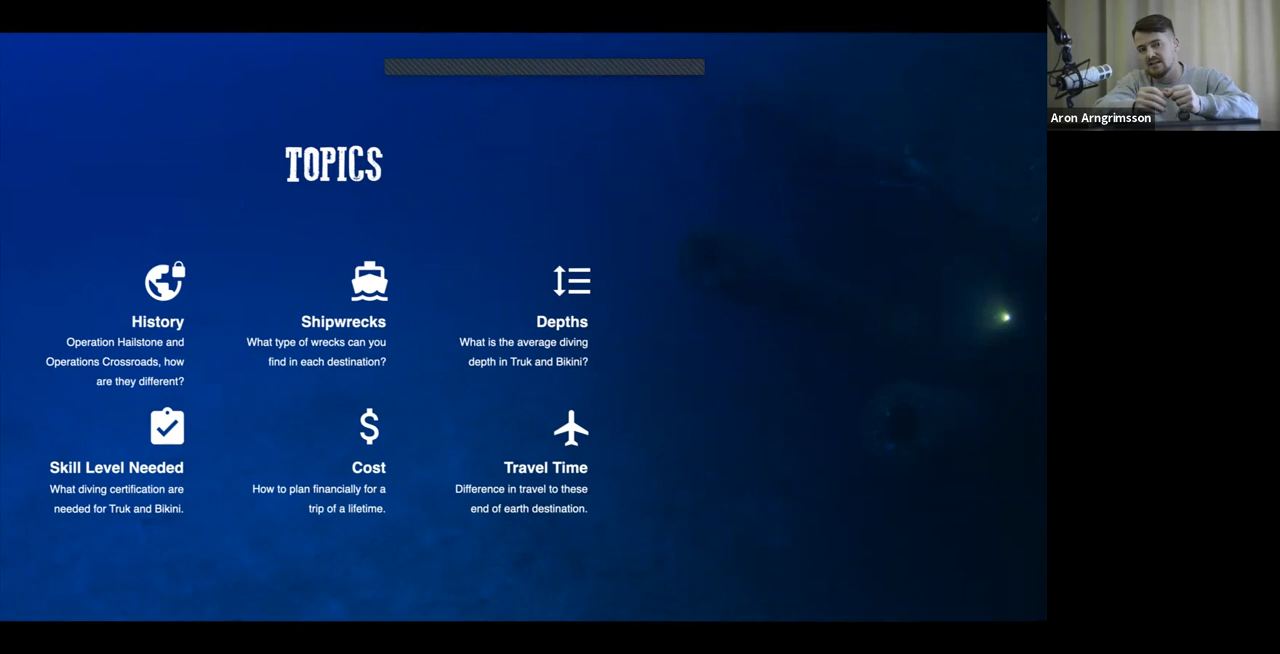 Aron Arngrimsson
TOPICS
History
Operation Hailstone and
Operations Crossroads, how
are they different?
Shipwrecks
What type of wrecks can you
find in each destination?
Depths
What is the average diving
depth in Truk and Bikini?
Skill Level Needed
What diving certification are
needed for Truk and Bikini.
Cost
How to plan financially for a
trip of a lifetime.
Travel Time
Difference in travel to these
end of earth destination.